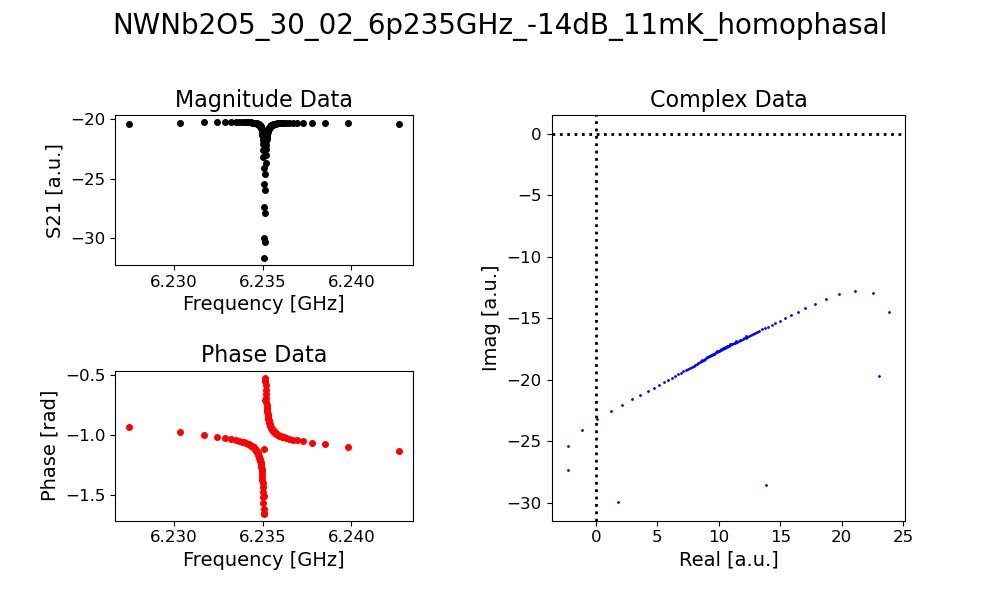 NWNb2O5_30_02_6p235GHz_-14dB_11mK_homophasal
Magnitude Data
S21 [a.u.]
−20
−25
−30
6.230 6.235 6.240
Frequency [GHz]
Phase Data
Phase [rad]
−0.5
−1.0
−1.5
6.230 6.235 6.240
Frequency [GHz]
Complex Data
Imag [a.u.]
0
−5
−10
−15
−20
−25
−30
0 5 10 15 20 25
Real [a.u.]